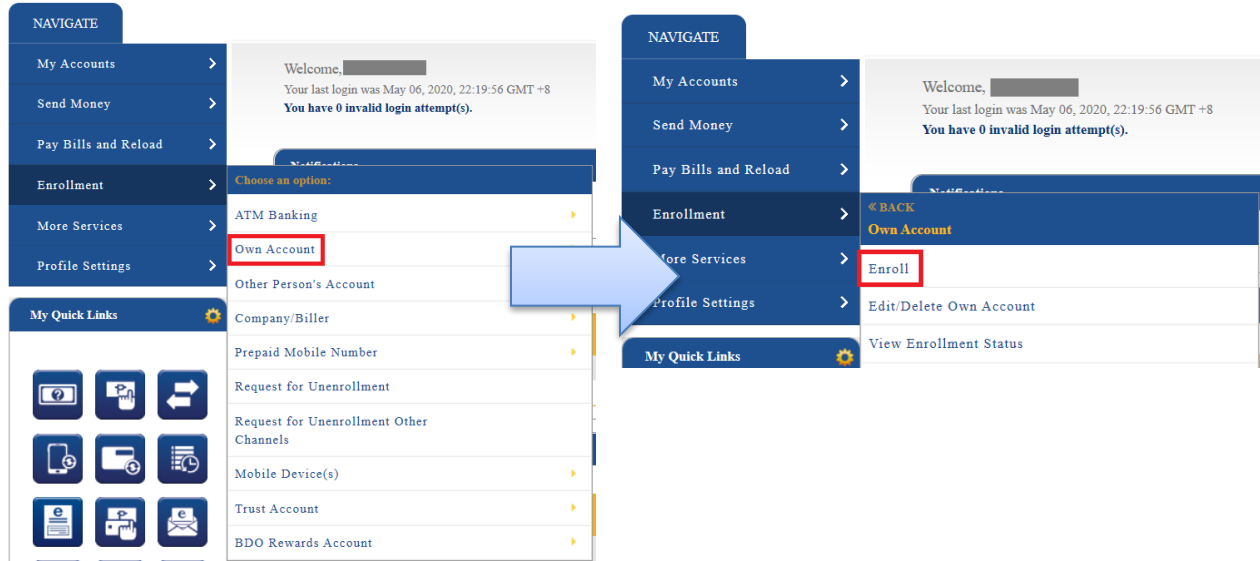 NAVIGATE
My Accounts
Send Money
Pay Bills and Reload
Enrollment
More Services
Profile Settings
My Quick Links
Welcome,
Your last login was May 06, 2020, 22:19:56 GMT +8
You have 0 invalid login attempt(s).
Notifications
Choose an option:
ATM Banking
Own Account
Other Person's Account
Company/Biller
Prepaid Mobile Number
Request for Unenrollment
Request for Unenrollment Other
Channels
Mobile Device(s)
Trust Account
BDO Rewards Account
NAVIGATE
My Accounts
Send Money
Pay Bills and Reload
Enrollment
More Services
Profile Settings
My Quick Links
Welcome,
Your last login was May 06, 2020, 22:19:56 GMT +8
You have 0 invalid login attempt(s).
Notifications
« BACK
Own Account
Enroll
Edit/Delete Own Account
View Enrollment Status